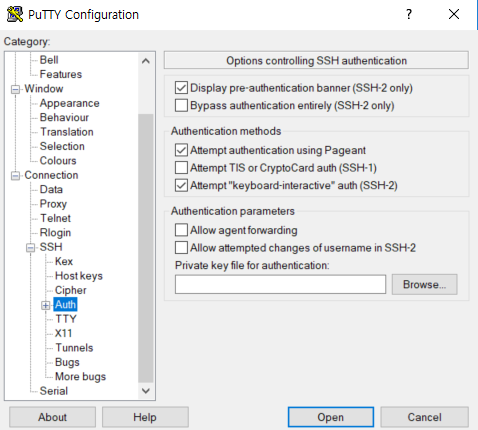 PuTTY Configuration
Category:
Bell
Features
Window
Appearance
Behaviour
Translation
Selection
Colours
Connection
Data
Proxy
Telnet
Rlogin
SSH
Kex
Host keys
Cipher
Auth
TTY
X11
Tunnels
Bugs
More bugs
Serial
Options controlling SSH authentication
Display pre-authentication banner (SSH-2 only)
Bypass authentication entirely (SSH-2 only)
Authentication methods
Attempt authentication using Pageant
Attempt TIS or CryptoCard auth (SSH-1)
Attempt "keyboard-interactive" auth (SSH-2)
Authentication parameters
Allow agent forwarding
Allow attempted changes of username in SSH-2
Private key file for authentication:
Browse...
About
Help
Open
Cancel